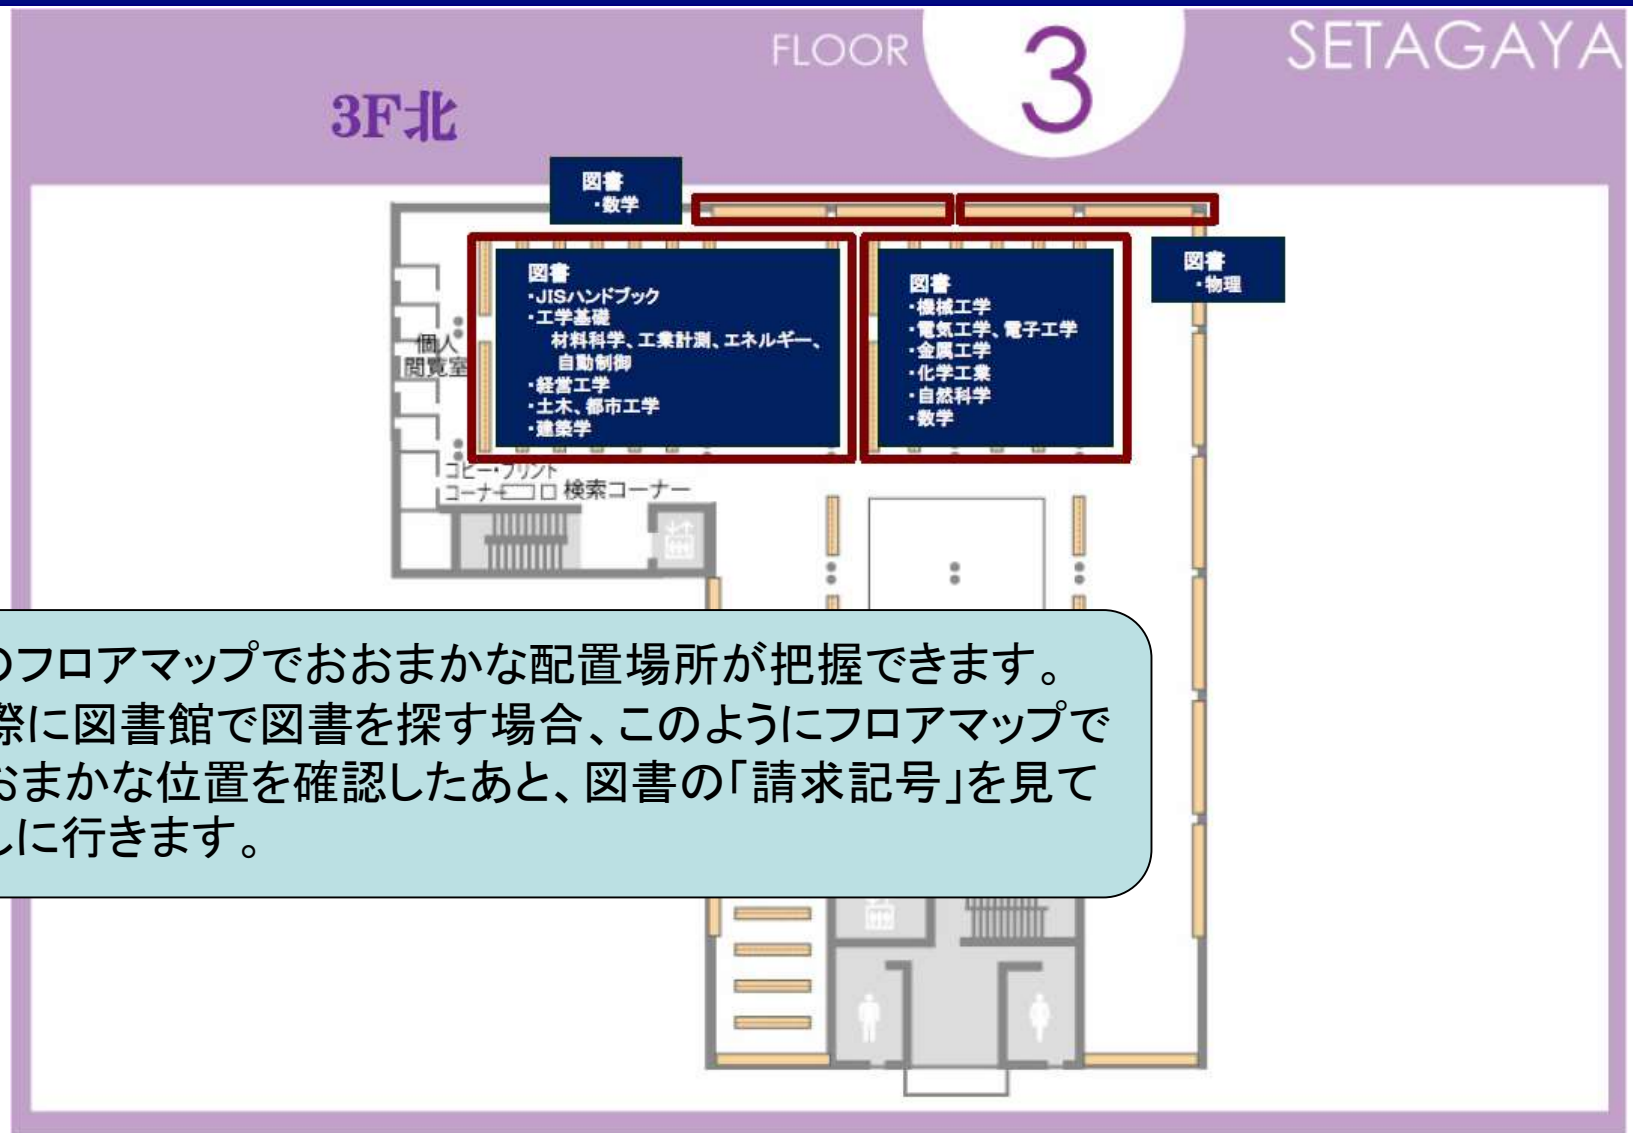 FLOOR
3
SETAGAYA
3F北
図書
・数学
図書
・JISハンドブック
・工学基礎
材料科学、工業計測、エネルギー、
自動制御
・経営工学
・土木、都市工学
・建築学
図書
・機械工学
・電気工学、電子工学
・金属工学
・化学工業
・自然科学
・数学
図書
・物理
個人
閲覧室
コピー・プリント
コーナー
検索コーナー
のフロアマップでおおまかな配置場所が把握できます。
際に図書館で図書を探す場合、このようにフロアマップで
おまかな位置を確認したあと、図書の「請求記号」を見て
しに行きます。